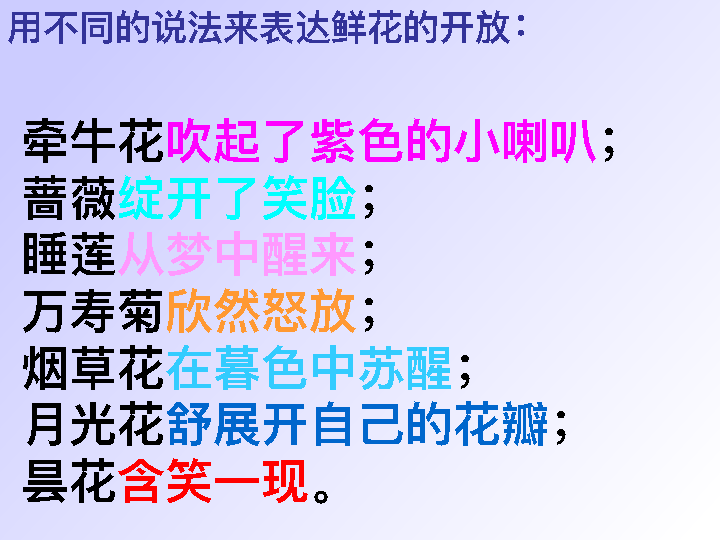 用不同的说法来表达鲜花的开放：
牵牛花吹起了紫色的小喇叭；
蔷薇绽开了笑脸；
睡莲从梦中醒来；
万寿菊欣然怒放；
烟草花在暮色中苏醒；
月光花舒展开自己的花瓣；
昙花含笑一现。